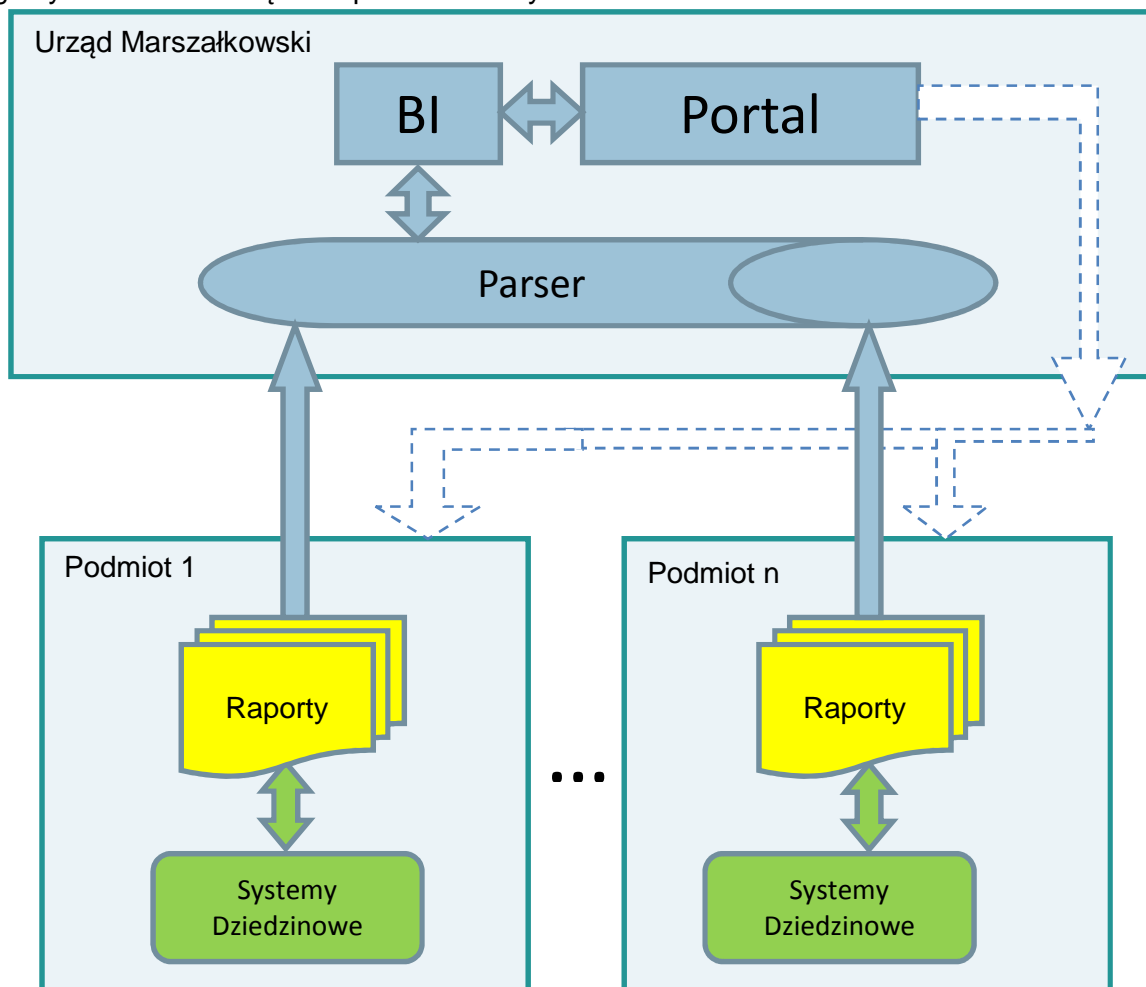 Urząd Marszałkowski
BI
Portal
Parser
Podmiot 1
Podmiot n
Raporty
Raporty
...
Systemy
Dziedzinowe
Systemy
Dziedzinowe